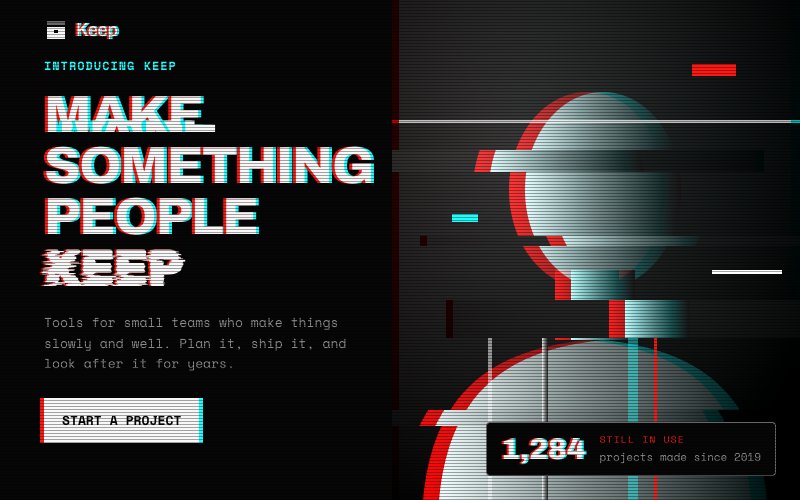 Keep
INTRODUCING KEEP
MAKE
SOMETHING
PEOPLE
KEEP
Tools for small teams who make things
slowly and well. Plan it, ship it, and
look after it for years.
START A PROJECT
1,284
STILL IN USE
projects made since 2019